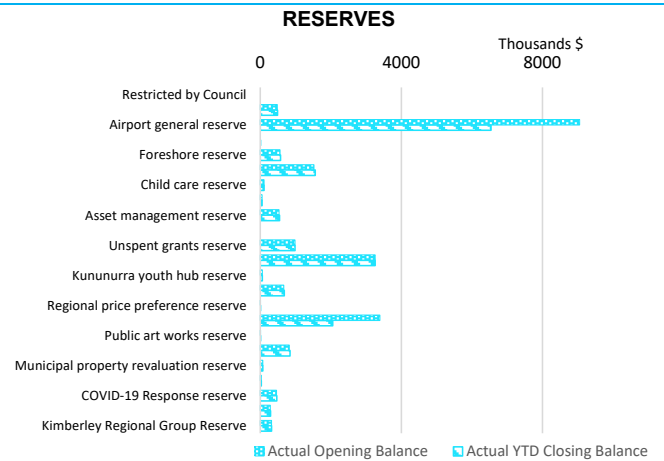 RESERVES
Thousands $
0 4000 8000
Restricted by Council
Airport general reserve
Foreshore reserve
Child care reserve
Asset management reserve
Unspent grants reserve
Kununurra youth hub reserve
Regional price preference reserve
Public art works reserve
Municipal property revaluation reserve
COVID-19 Response reserve
Kimberley Regional Group Reserve
Actual Opening Balance Actual YTD Closing Balance